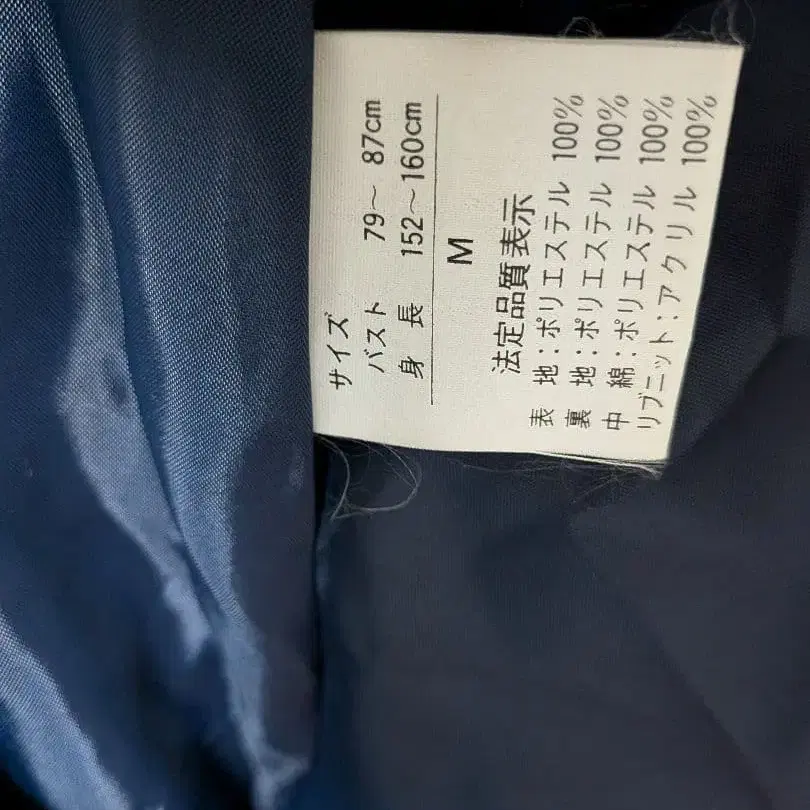 サイズ
バスト 79～ 87cm
身 長 152～160cm
M
法定品質表示
表 地：ポリエステル 100%
裏 地：ポリエステル 100%
中 綿：ポリエステル 100%
リブニット：アクリル 100%